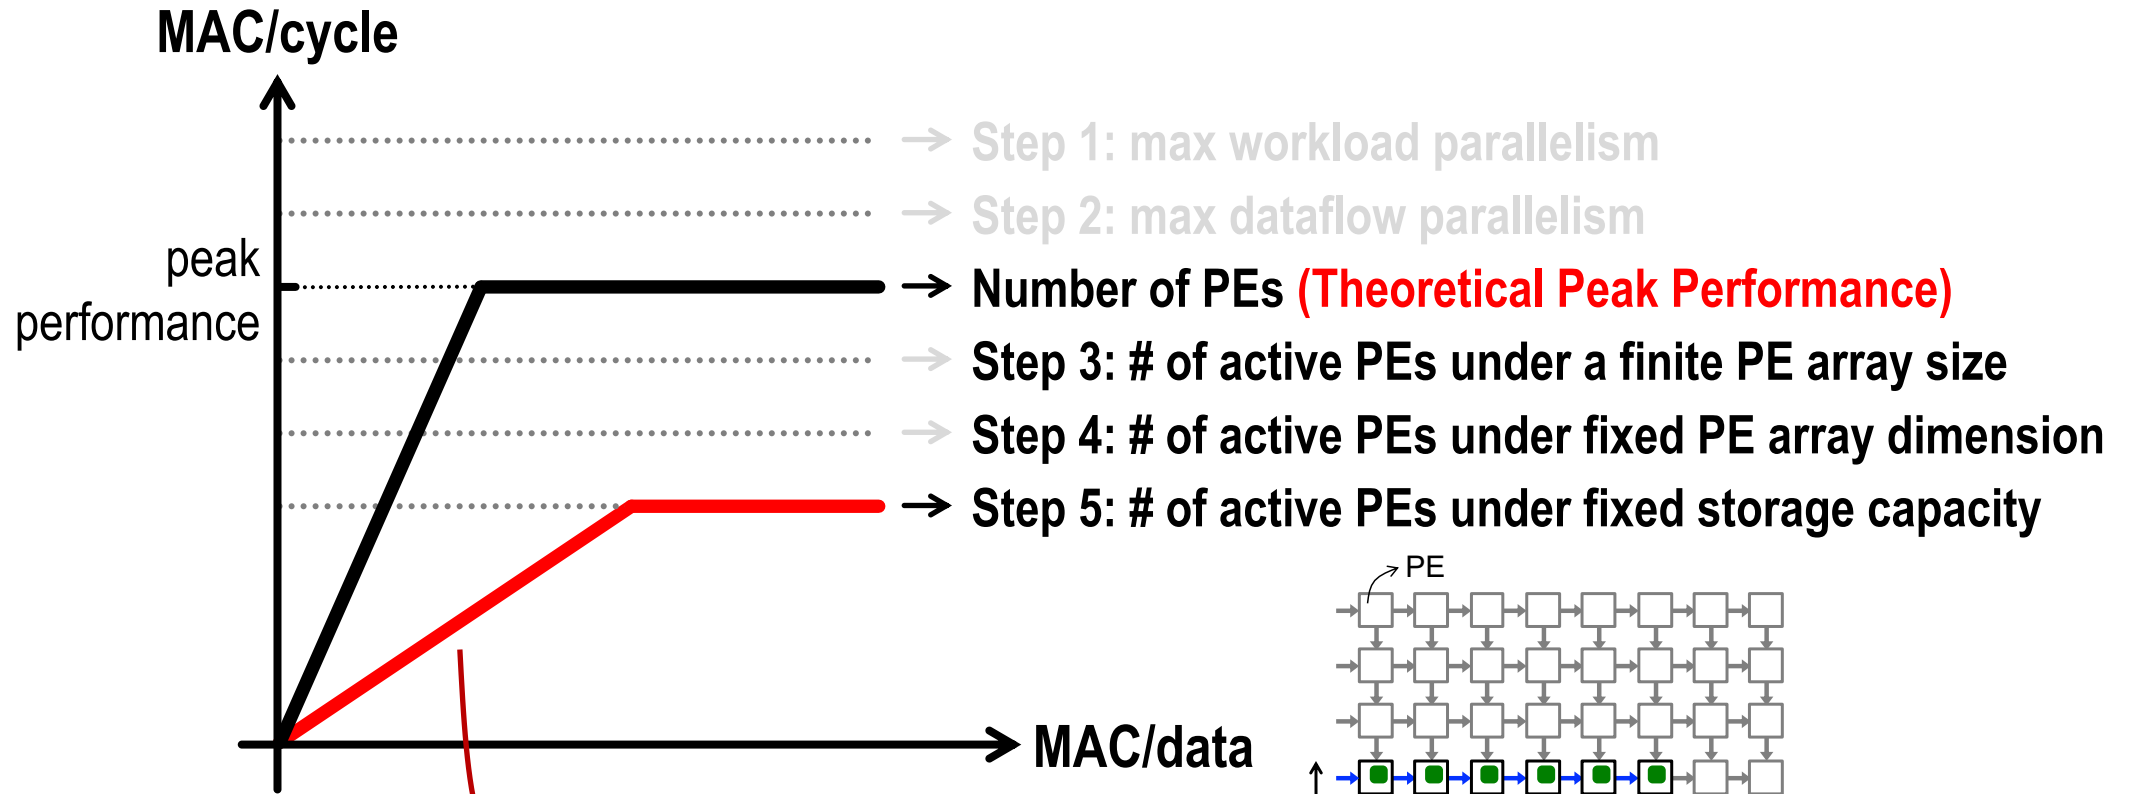 MAC/cycle
Step 1: max workload parallelism
Step 2: max dataflow parallelism
peak
performance
Number of PEs (Theoretical Peak Performance)
Step 3: # of active PEs under a finite PE array size
Step 4: # of active PEs under fixed PE array dimension
Step 5: # of active PEs under fixed storage capacity
PE
MAC/data